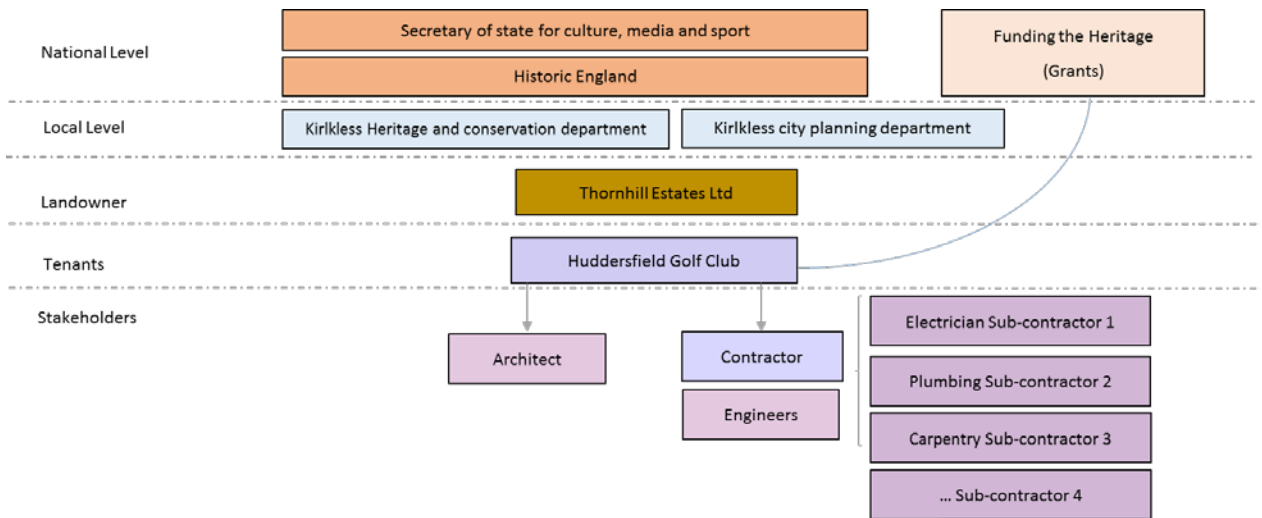 National Level
Secretary of state for culture, media and sport
Historic England
Funding the Heritage
(Grants)
Local Level
Kirlkless Heritage and conservation department
Kirlkless city planning department
Landowner
Thornhill Estates Ltd
Tenants
Huddersfield Golf Club
Stakeholders
Architect
Contractor
Engineers
Electrician Sub-contractor 1
Plumbing Sub-contractor 2
Carpentry Sub-contractor 3
... Sub-contractor 4